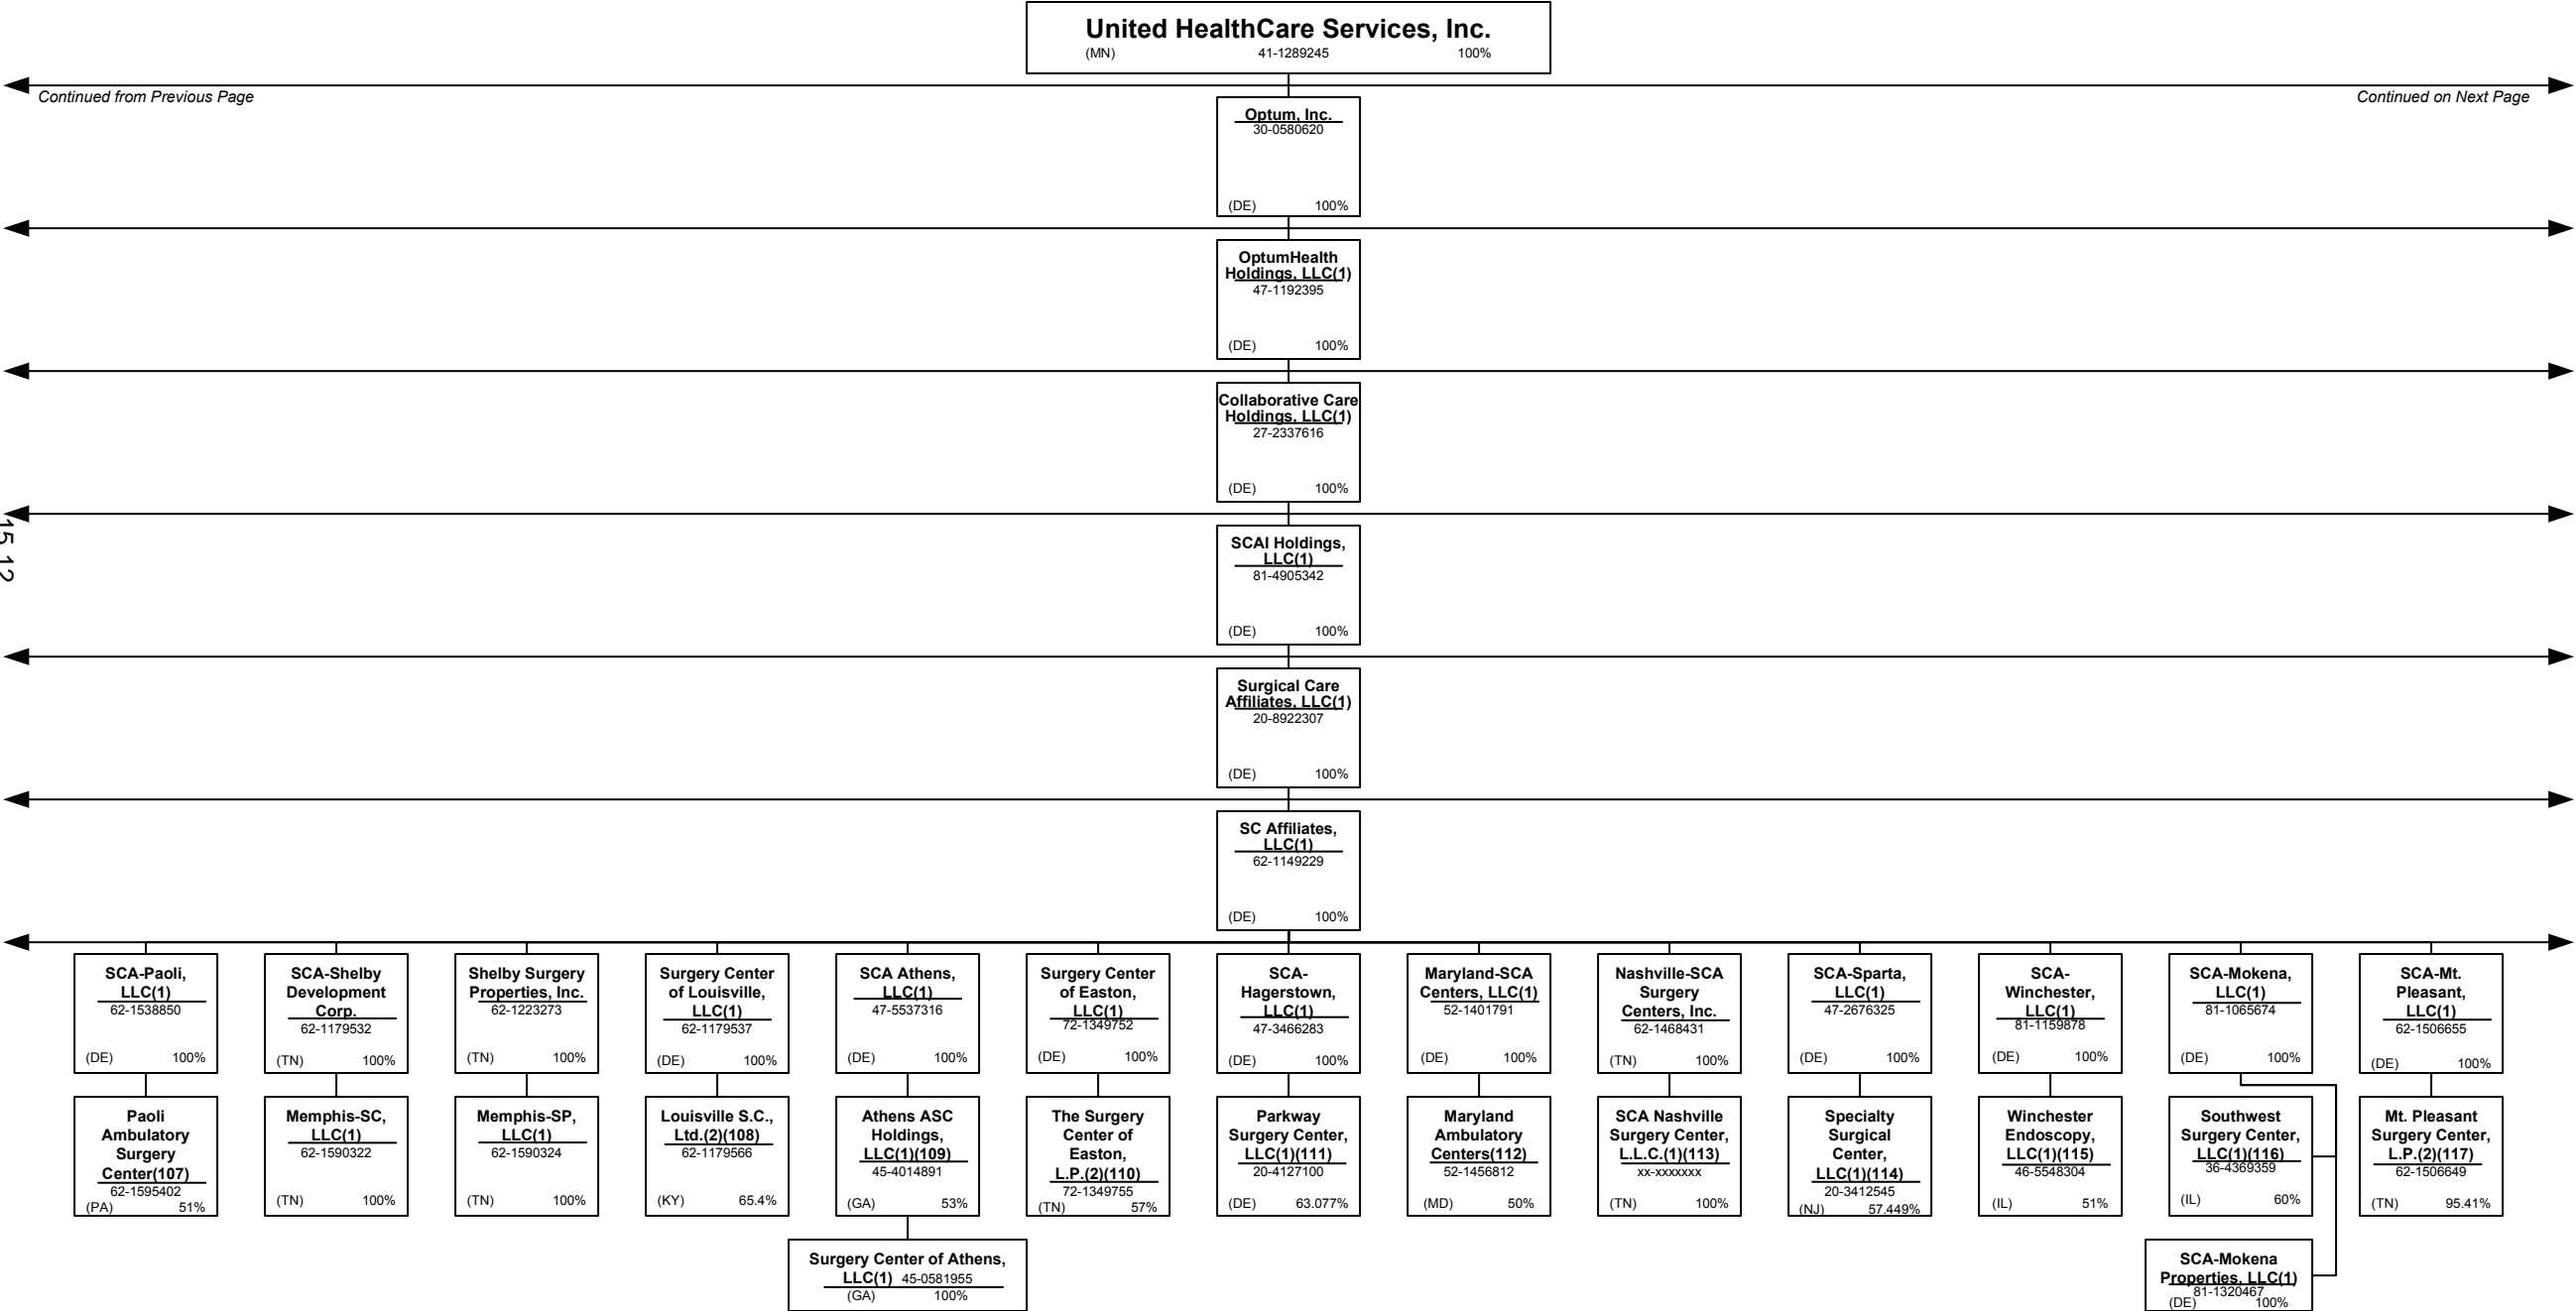 United HealthCare Services, Inc.
(MN) 41-1289245 100%
Continued from Previous Page
Continued on Next Page
Optum, Inc.
30-0580620
(DE) 100%
OptumHealth
Holdings, LLC(1)
47-1192395
(DE) 100%
Collaborative Care
Holdings, LLC(1)
27-2337616
(DE) 100%
15.12
SCAI Holdings,
LLC(1)
81-4905342
(DE) 100%
Surgical Care
Affiliates, LLC(1)
20-8922307
(DE) 100%
SC Affiliates,
LLC(1)
62-1149229
(DE) 100%
SCA-Paoli,
LLC(1)
62-1538850
(DE) 100%
SCA-Shelby
Development
Corp.
62-1179532
(TN) 100%
Shelby Surgery
Properties, Inc.
62-1223273
(TN) 100%
Surgery Center
of Louisville,
LLC(1)
62-1179537
(DE) 100%
SCA Athens,
LLC(1)
47-5537316
(DE) 100%
Surgery Center
of Easton,
LLC(1)
72-1349752
(DE) 100%
SCA-
Hagerstown,
LLC(1)
47-3466283
(DE) 100%
Maryland-SCA
Centers, LLC(1)
52-1401791
(DE) 100%
Nashville-SCA
Surgery
Centers, Inc.
62-1468431
(TN) 100%
SCA-Sparta,
LLC(1)
47-2676325
(DE) 100%
SCA-
Winchester,
LLC(1)
81-1159878
(DE) 100%
SCA-Mokena,
LLC(1)
81-1065674
(DE) 100%
SCA-Mt.
Pleasant,
LLC(1)
62-1506655
(DE) 100%
Paoli
Ambulatory
Surgery
Center(107)
62-1595402
(PA) 51%
Memphis-SC,
LLC(1)
62-1590322
(TN) 100%
Memphis-SP,
LLC(1)
62-1590324
(TN) 100%
Louisville S.C.,
Ltd.(2)(108)
62-1179566
(KY) 65.4%
Athens ASC
Holdings,
LLC(1)(109)
45-4014891
(GA) 53%
The Surgery
Center of
Easton,
L.P.(2)(110)
72-1349755
(TN) 57%
Parkway
Surgery Center,
LLC(1)(111)
20-4127100
(DE) 63.077%
Maryland
Ambulatory
Centers(112)
52-1456812
(MD) 50%
SCA Nashville
Surgery Center,
L.L.C.(1)(113)
xx-xxxxxxx
(TN) 100%
Specialty
Surgical
Center,
LLC(1)(114)
20-3412545
(NJ) 57.449%
Winchester
Endoscopy,
LLC(1)(115)
46-5548304
(IL) 51%
Southwest
Surgery Center,
LLC(1)(116)
36-4369359
(IL) 60%
Mt. Pleasant
Surgery Center,
L.P.(2)(117)
62-1506649
(TN) 95.41%
Surgery Center of Athens,
LLC(1) 45-0581955
(GA) 100%
SCA-Mokena
Properties, LLC(1)
81-1320467
(DE) 100%